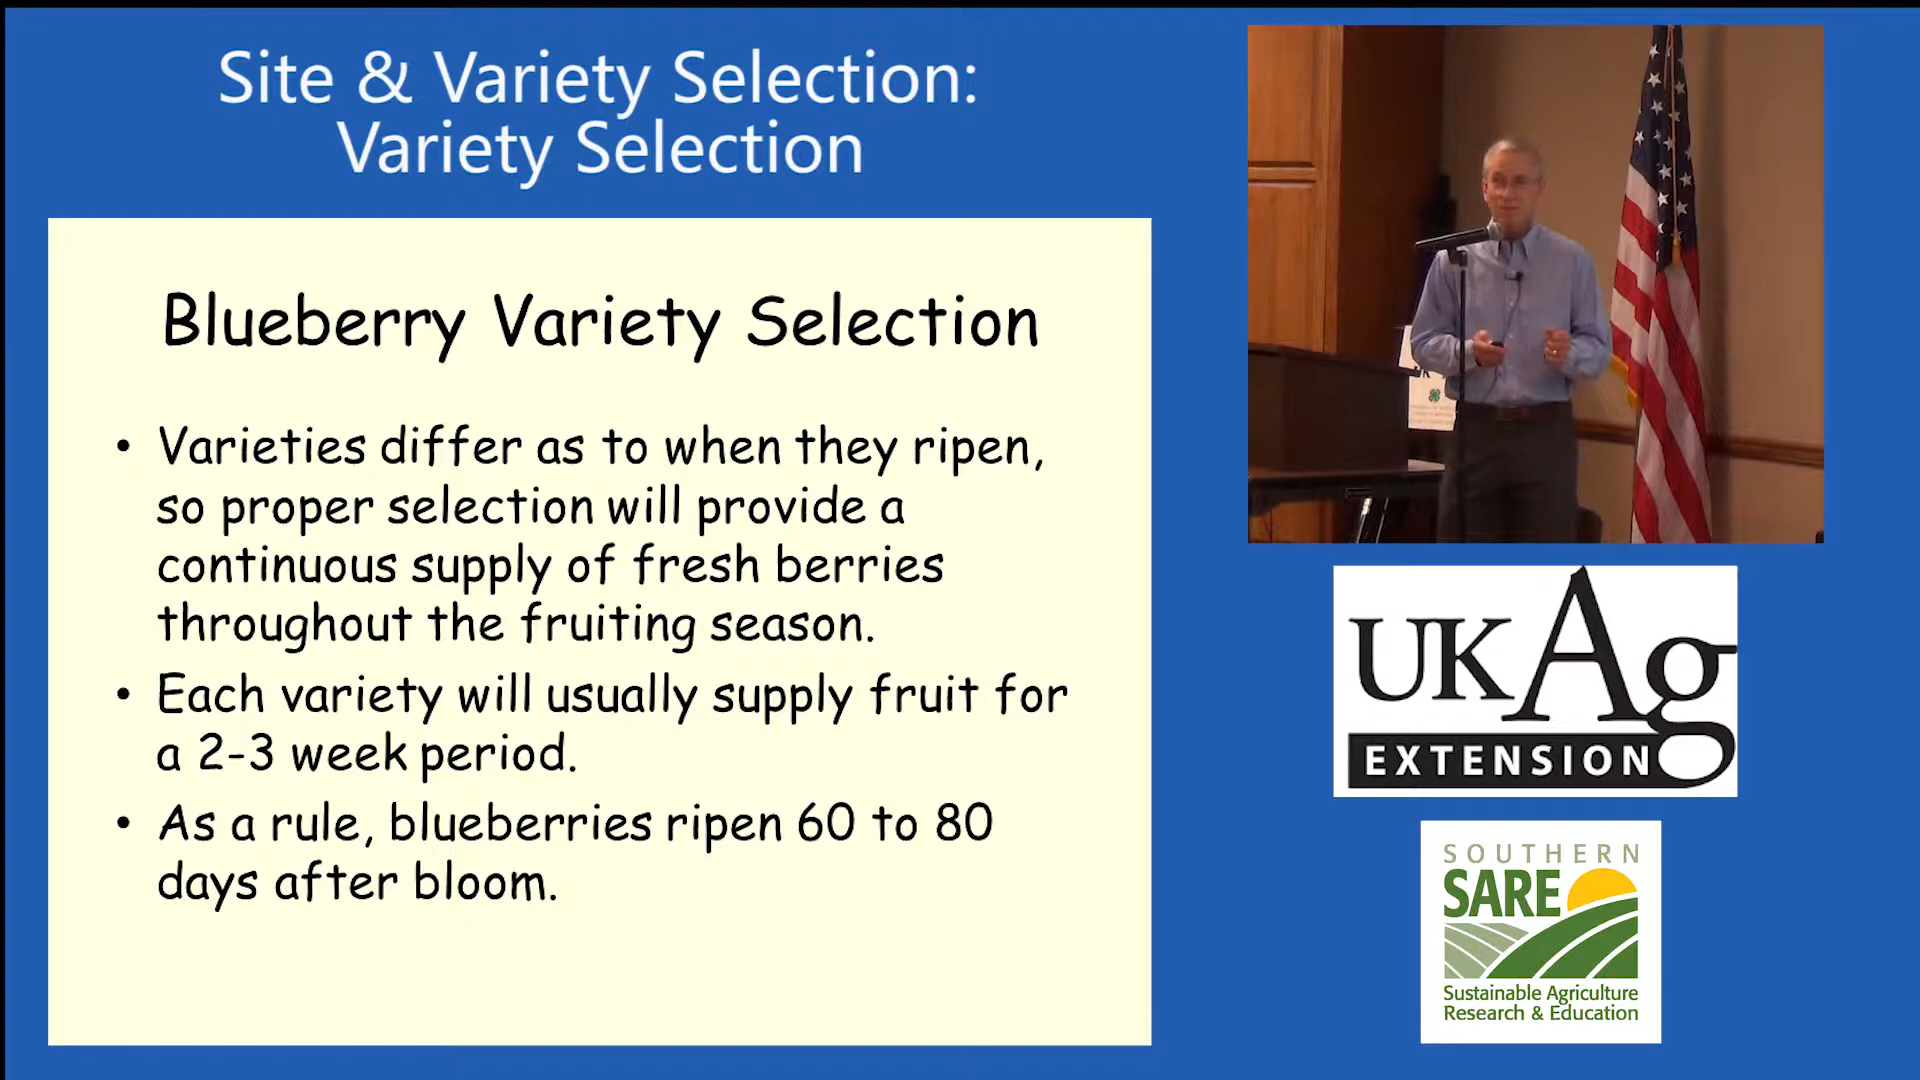 Site & Variety Selection:
Variety Selection
Blueberry Variety Selection
• Varieties differ as to when they ripen,
so proper selection will provide a
continuous supply of fresh berries
throughout the fruiting season.
• Each variety will usually supply fruit for
a 2-3 week period.
• As a rule, blueberries ripen 60 to 80
days after bloom.
UKAg
EXTENSION
SOUTHERN
SARE
Sustainable Agriculture
Research & Education